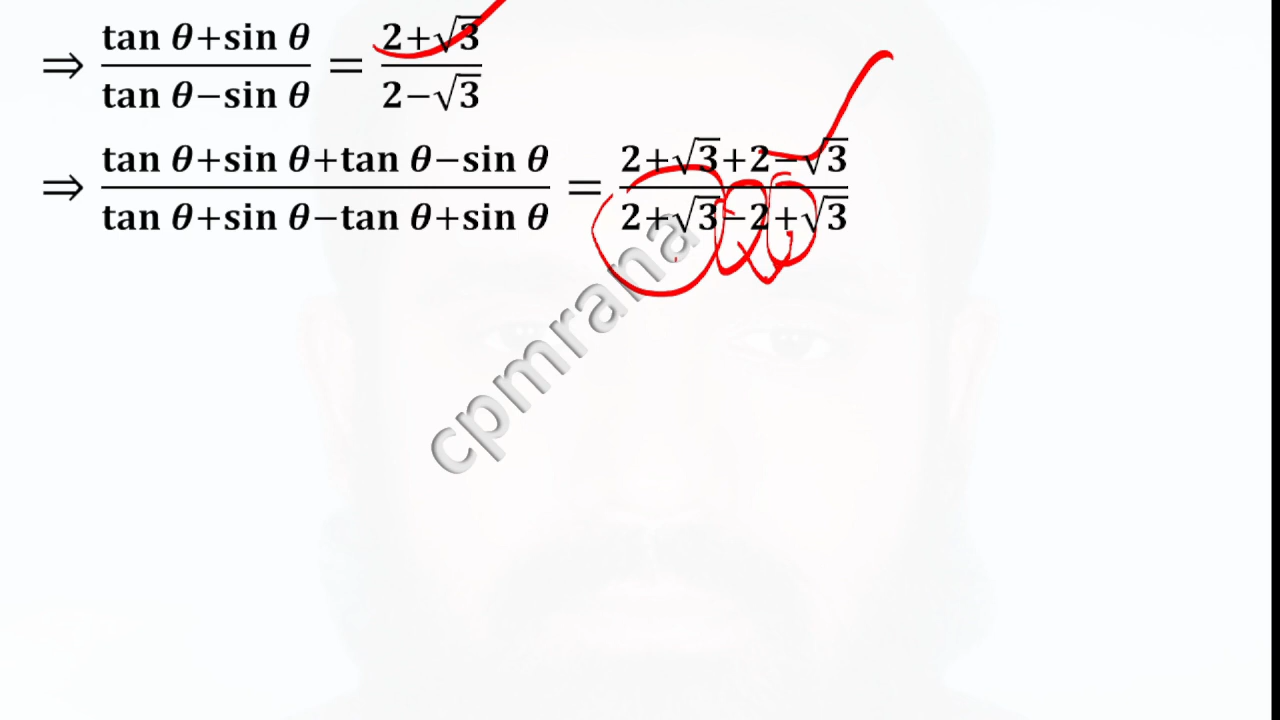 ⇒ tan θ+sin θ / tan θ−sin θ = 2+√3 / 2−√3
⇒ tan θ+sin θ+tan θ−sin θ / tan θ+sin θ−tan θ+sin θ = 2+√3+2−√3 / 2+√3−2+√3
cpmrana